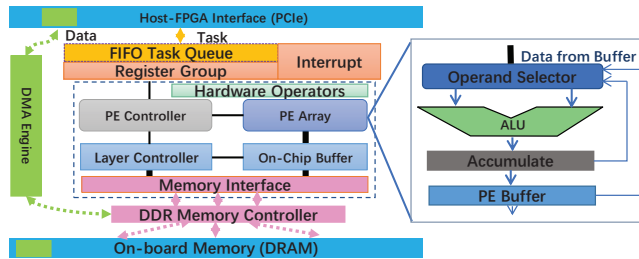 Host-FPGA Interface (PCIe)
Data
Task
FIFO Task Queue
Register Group
Interrupt
DMA Engine
Hardware Operators
PE Controller
PE Array
Layer Controller
On-Chip Buffer
Memory Interface
DDR Memory Controller
On-board Memory (DRAM)
Data from Buffer
Operand Selector
ALU
Accumulate
PE Buffer